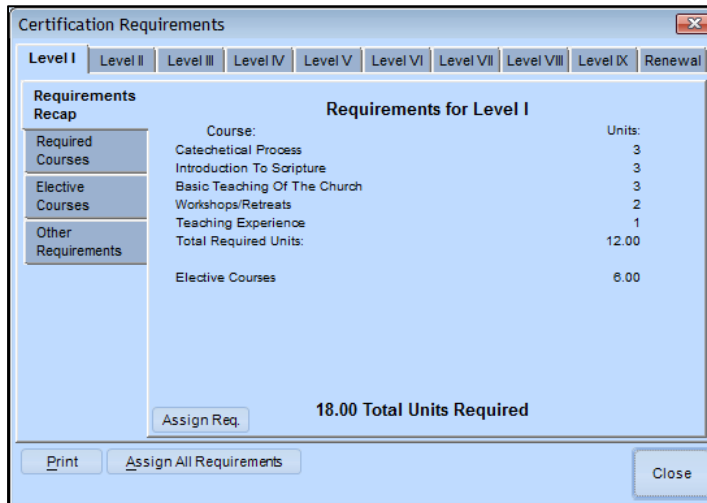 Certification Requirements
Level I Level II Level III Level IV Level V Level VI Level VII Level VIII Level IX Renewal
Requirements
Recap
Required
Courses
Elective
Courses
Other
Requirements
Requirements for Level I
Course: Units:
Catechetical Process 3
Introduction To Scripture 3
Basic Teaching Of The Church 3
Workshops/Retreats 2
Teaching Experience 1
Total Required Units: 12.00
Elective Courses 6.00
Assign Req. 18.00 Total Units Required
Print Assign All Requirements Close